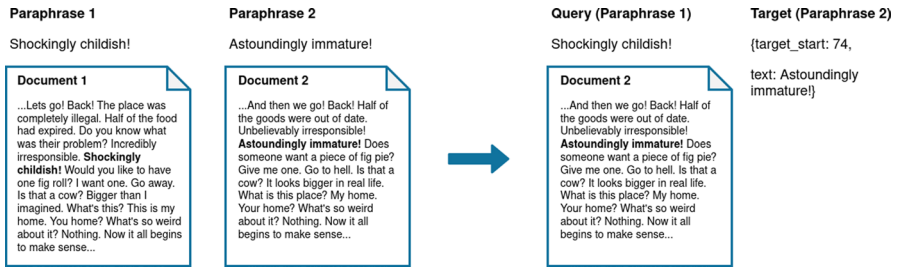 Paraphrase 1
Shockingly childish!
Document 1
...Lets go! Back! The place was
completely illegal. Half of the food
had expired. Do you know what
was their problem? Incredibly
irresponsible. Shockingly
childish! Would you like to have
one fig roll? I want one. Go away.
Is that a cow? Bigger than I
imagined. What's this? This is my
home. You home? What's so weird
about it? Nothing. Now it all begins
to make sense...
Paraphrase 2
Astoundingly immature!
Document 2
...And then we go! Back! Half of
the goods were out of date.
Unbelievably irresponsible!
Astoundingly immature! Does
someone want a piece of fig pie?
Give me one. Go to hell. Is that a
cow? It looks bigger in real life.
What is this place? My home.
Your home? What's so weird
about it? Nothing. Now it all
begins to make sense...
Query (Paraphrase 1)
Shockingly childish!
Document 2
...And then we go! Back! Half of
the goods were out of date.
Unbelievably irresponsible!
Astoundingly immature! Does
someone want a piece of fig pie?
Give me one. Go to hell. Is that a
cow? It looks bigger in real life.
What is this place? My home.
Your home? What's so weird
about it? Nothing. Now it all
begins to make sense...
Target (Paraphrase 2)
{target_start: 74,
text: Astoundingly
immature!}